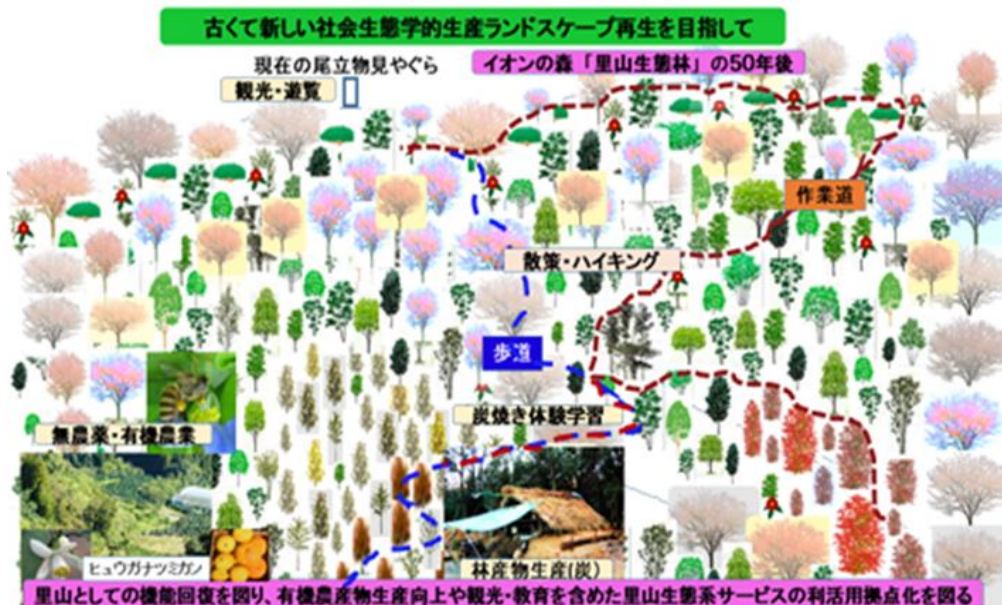 古くて新しい社会生態学的生産ランドスケープ再生を目指して
現在の尾立物見やぐら
イオンの森「里山生態林」の50年後
観光・遊覧
作業道
散策・ハイキング
歩道
炭焼き体験学習
無農薬・有機農業
ヒュウガナツミカン
林産物生産(炭)
里山としての機能回復を図り、有機農産物生産向上や観光・教育を含めた里山生態系サービスの利活用拠点化を図る